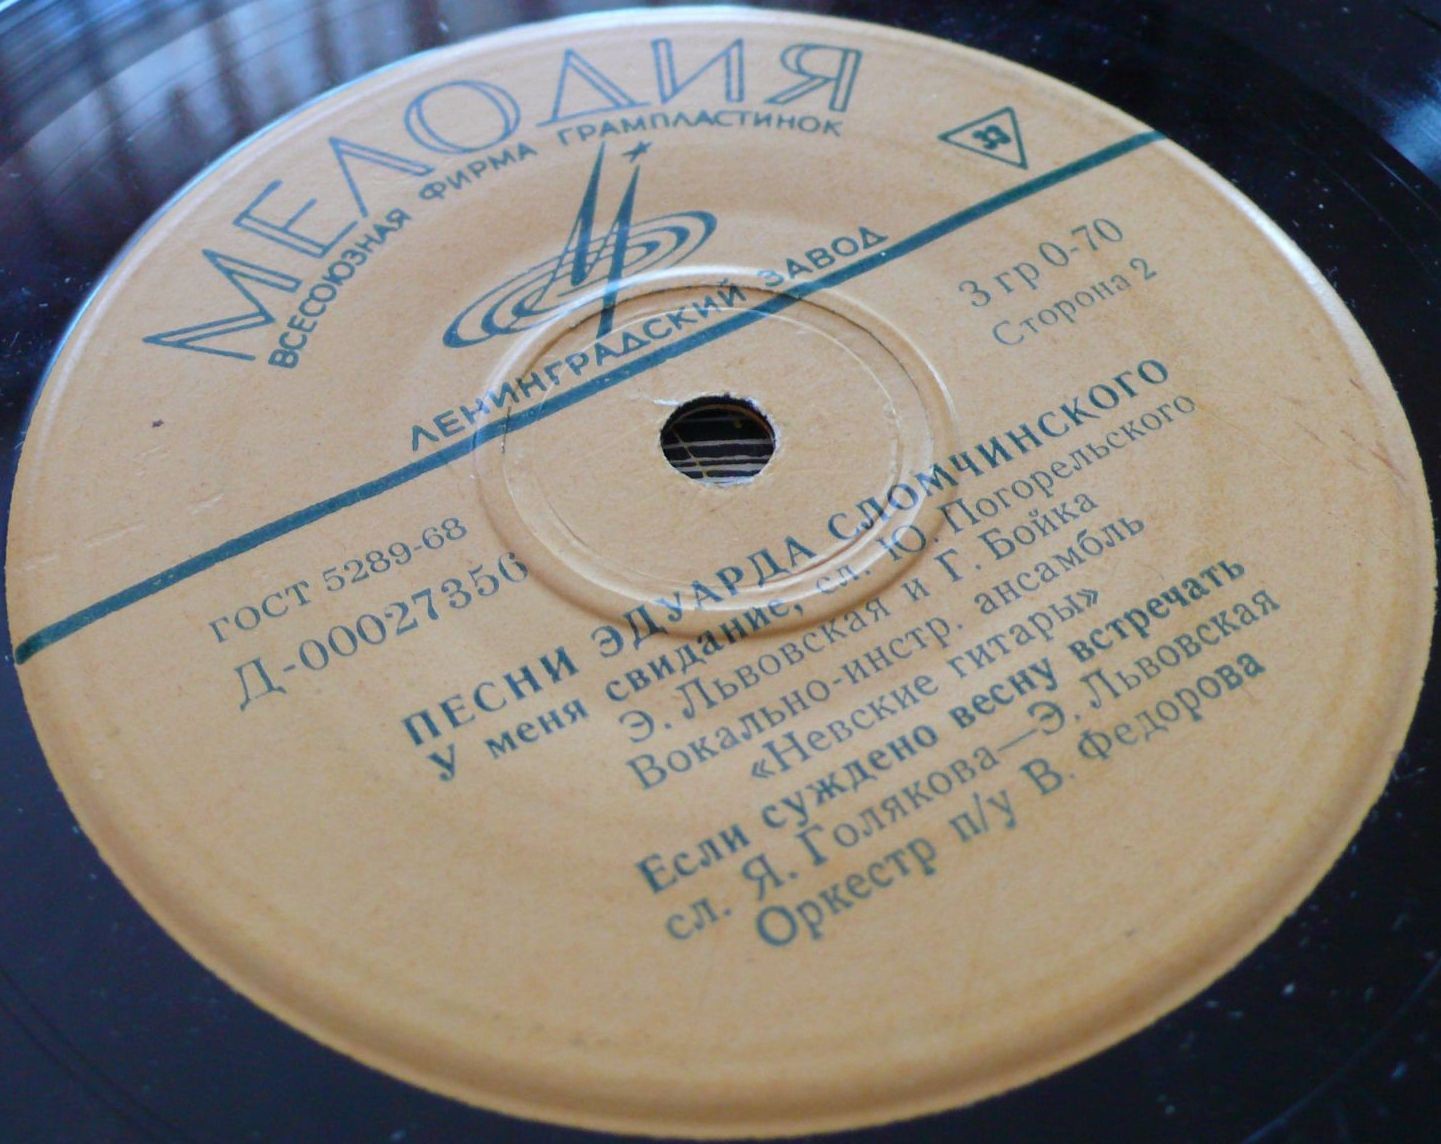 МЕЛОДИЯ
ВСЕСОЮЗНАЯ ФИРМА ГРАМПЛАСТИНОК
33
ЛЕНИНГРАДСКИЙ ЗАВОД
3 гр 0-70
Сторона 2
ГОСТ 5289-68
Д-00027356
ПЕСНИ ЭДУАРДА СЛОМЧИНСКОГО
У меня свидание, сл. Ю. Погорельского
Э. Львовская и Г. Бойка
Вокально-инстр. ансамбль
«Невские гитары»
Если суждено весну встречать
сл. Я. Голякова—Э. Львовская
Оркестр п/у В. Федорова